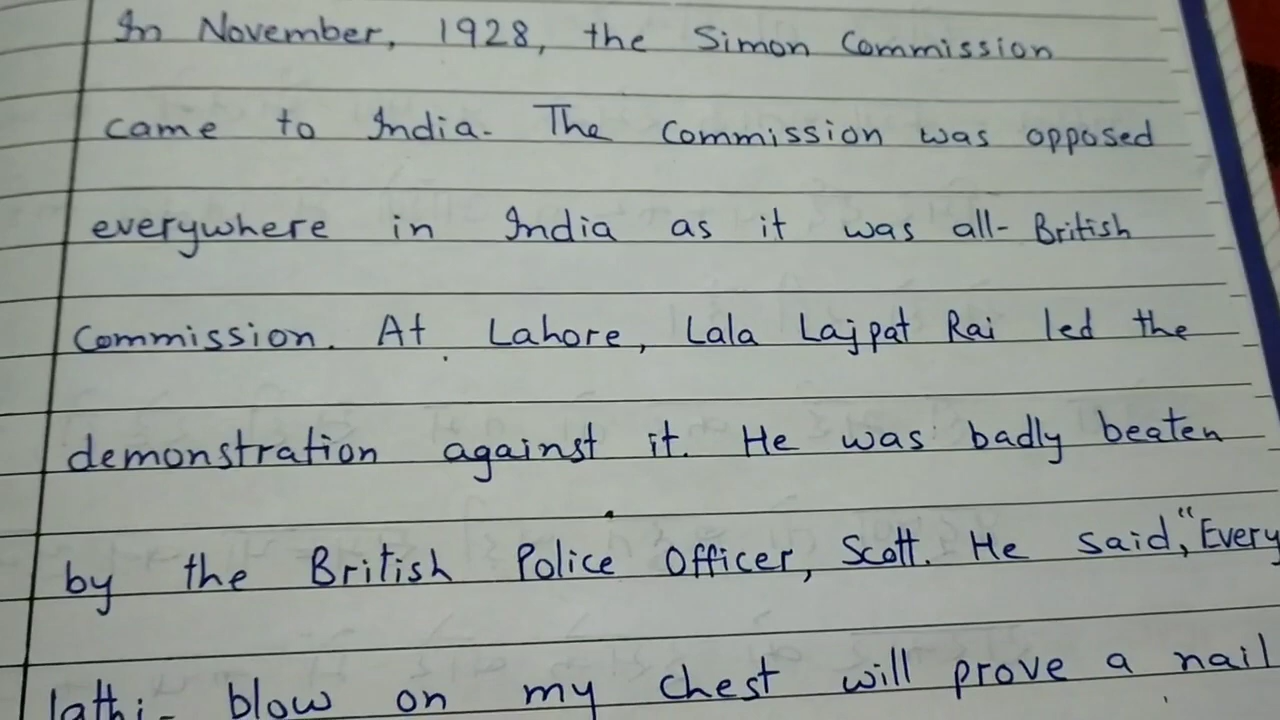 In November, 1928, the Simon Commission
came to India. The Commission was opposed
everywhere in India as it was all- British
Commission. At Lahore, Lala Lajpat Rai led the
demonstration against it. He was badly beaten
by the British Police Officer, Scott. He said, "Every
lathi- blow on my chest will prove a nail